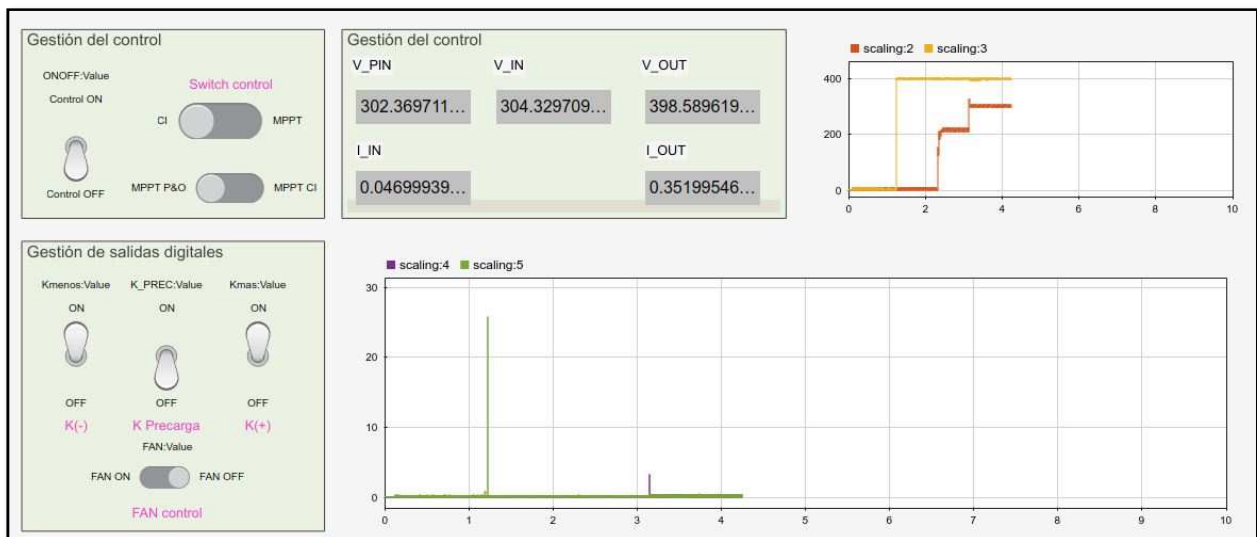 Gestión del control
ONOFF:Value
Control ON
Switch control
CI
MPPT
MPPT P&O
MPPT CI
Control OFF
Gestión del control
V_PIN
V_IN
V_OUT
302.369711...
304.329709...
398.589619...
I_IN
I_OUT
0.04699939...
0.35199546...
scaling:2 scaling:3
400
200
0
0 2 4 6 8 10
Gestión de salidas digitales
Kmenos:Value K_PREC:Value Kmas:Value
ON ON ON
OFF OFF OFF
K(-) K Precarga K(+)
FAN:Value
FAN ON FAN OFF
FAN control
scaling:4 scaling:5
30
20
10
0
0 1 2 3 4 5 6 7 8 9 10